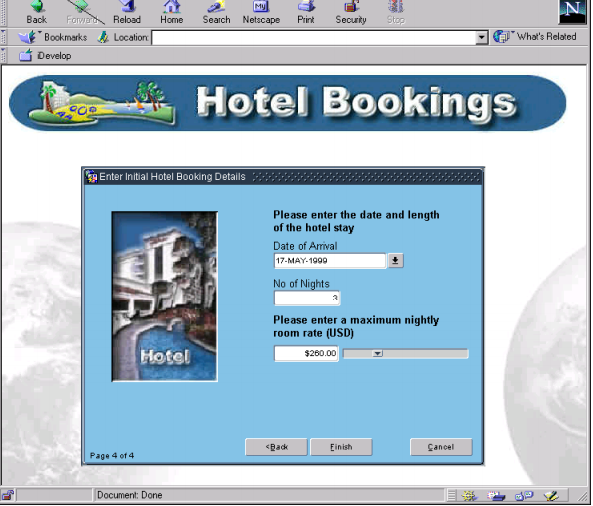 Back Forward Reload Home Search Netscape Print Security Stop
N
Bookmarks Location: What's Related
iDevelop
Hotel Bookings
Enter Initial Hotel Booking Details
Please enter the date and length
of the hotel stay
Date of Arrival
17-MAY-1999
No of Nights
3
Please enter a maximum nightly
room rate (USD)
$260.00
Hotel
Page 4 of 4
<Back Finish Cancel
Document: Done